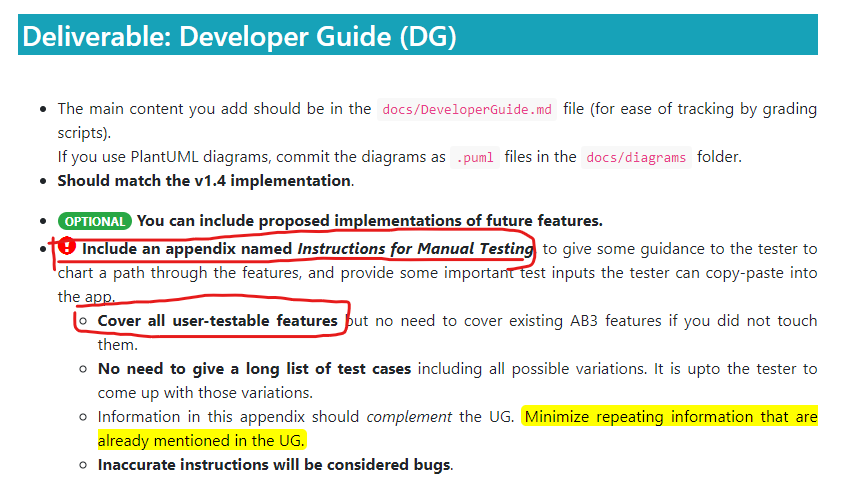 Deliverable: Developer Guide (DG)
• The main content you add should be in the docs/DeveloperGuide.md file (for ease of tracking by grading
scripts).
If you use PlantUML diagrams, commit the diagrams as .puml files in the docs/diagrams folder.
• Should match the v1.4 implementation.
• OPTIONAL You can include proposed implementations of future features.
• ! Include an appendix named Instructions for Manual Testing, to give some guidance to the tester to
chart a path through the features, and provide some important test inputs the tester can copy-paste into
the app.
○ Cover all user-testable features but no need to cover existing AB3 features if you did not touch
them.
○ No need to give a long list of test cases including all possible variations. It is upto the tester to
come up with those variations.
○ Information in this appendix should complement the UG. Minimize repeating information that are
already mentioned in the UG.
○ Inaccurate instructions will be considered bugs.